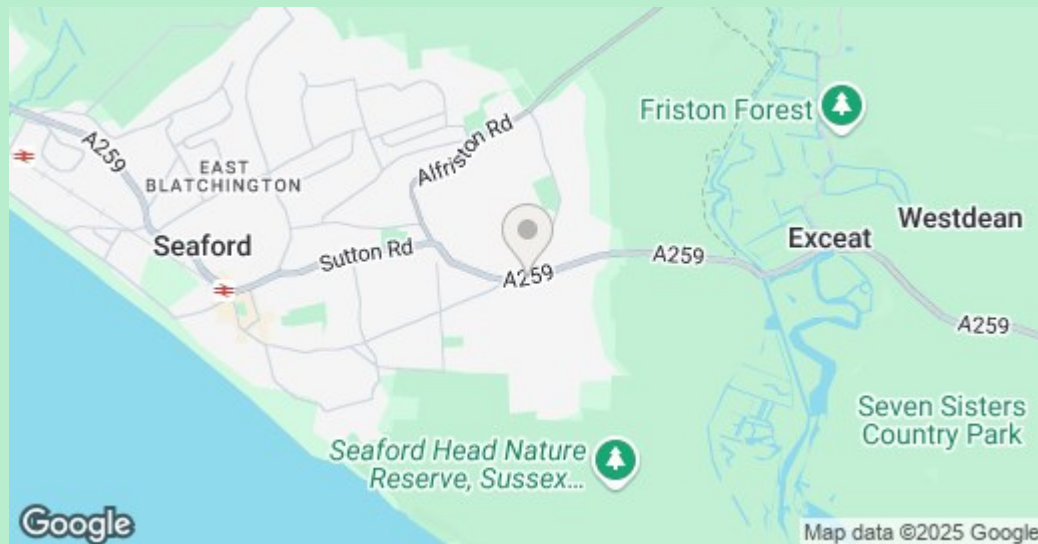 A259
EAST
BLATCHINGTON
Seaford
Sutton Rd
Alfriston Rd
A259
A259
Friston Forest
Westdean
Exceat
A259
Seven Sisters
Country Park
Seaford Head Nature
Reserve, Sussex...
Google
Map data ©2025 Google